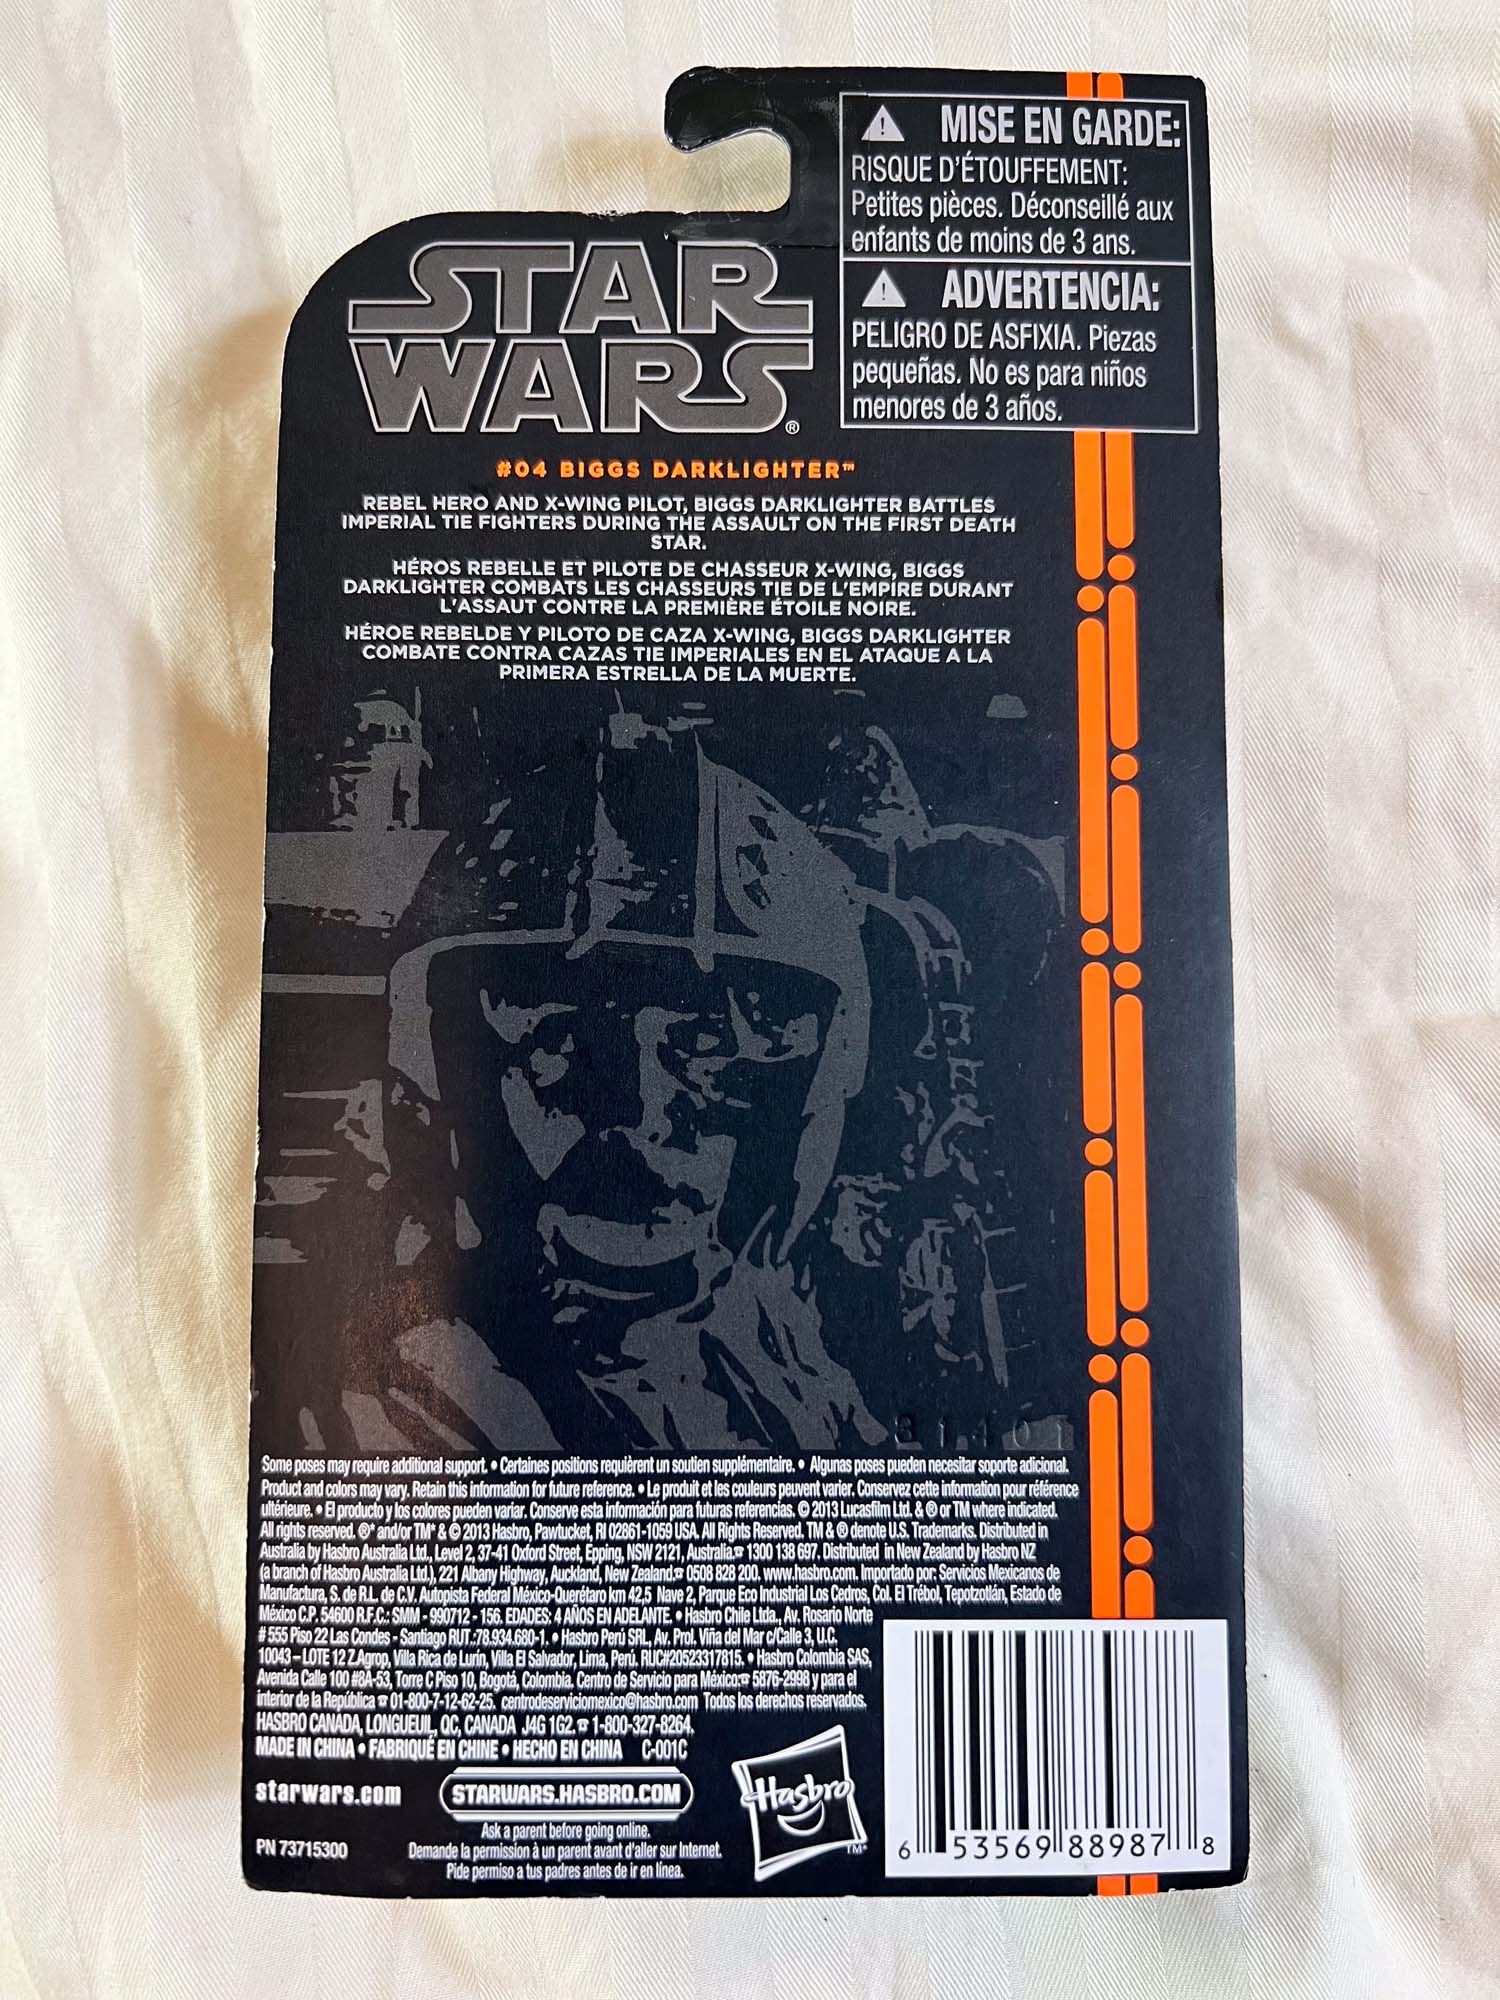 MISE EN GARDE:
RISQUE D'ÉTOUFFEMENT:
Petites pièces. Déconseillé aux
enfants de moins de 3 ans.
ADVERTENCIA:
PELIGRO DE ASFIXIA. Piezas
pequeñas. No es para niños
menores de 3 años.
STAR
WARS®
#04 BIGGS DARKLIGHTER™
REBEL HERO AND X-WING PILOT, BIGGS DARKLIGHTER BATTLES
IMPERIAL TIE FIGHTERS DURING THE ASSAULT ON THE FIRST DEATH
STAR.
HÉROS REBELLE ET PILOTE DE CHASSEUR X-WING, BIGGS
DARKLIGHTER COMBATS LES CHASSEURS TIE DE L'EMPIRE DURANT
L'ASSAUT CONTRE LA PREMIÈRE ÉTOILE NOIRE.
HÉROE REBELDE Y PILOTO DE CAZA X-WING, BIGGS DARKLIGHTER
COMBATE CONTRA CAZAS TIE IMPERIALES EN EL ATAQUE A LA
PRIMERA ESTRELLA DE LA MUERTE.
31401
Some poses may require additional support. • Certaines positions requièrent un soutien supplémentaire. • Algunas poses pueden necesitar soporte adicional.
Product and colors may vary. Retain this information for future reference. • Le produit et les couleurs peuvent varier. Conservez cette information pour référence
ultérieure. • El producto y los colores pueden variar. Conserve esta información para futuras referencias. © 2013 Lucasfilm Ltd. & ® or TM where indicated.
All rights reserved. ®* and/or TM* & © 2013 Hasbro, Pawtucket, RI 02861-1059 USA. All Rights Reserved. TM & ® denote U.S. Trademarks. Distributed in
Australia by Hasbro Australia Ltd., Level 2, 37-41 Oxford Street, Epping, NSW 2121, Australia.☎ 1300 138 697. Distributed in New Zealand by Hasbro NZ
(a branch of Hasbro Australia Ltd.), 221 Albany Highway, Auckland, New Zealand.☎ 0508 828 200. www.hasbro.com. Importado por: Servicios Mexicanos de
Manufactura, S. de R.L. de C.V. Autopista Federal México-Querétaro km 42,5 Nave 2, Parque Eco Industrial Los Cedros, Col. El Trébol, Tepotzotlán, Estado de
México C.P. 54600 R.F.C.: SMM - 990712 - 156. EDADES: 4 AÑOS EN ADELANTE. • Hasbro Chile Ltda., Av. Rosario Norte
# 555 Piso 22 Las Condes - Santiago RUT.:78.934.680-1. • Hasbro Perú SRL, Av. Prol. Viña del Mar c/Calle 3, U.C.
10043 – LOTE 12 Z.Agrop, Villa Rica de Lurín, Villa El Salvador, Lima, Perú. RUC#20523317815. • Hasbro Colombia SAS,
Avenida Calle 100 #8A-53, Torre C Piso 10, Bogotá, Colombia. Centro de Servicio para México:☎ 5876-2998 y para el
interior de la República ☎ 01-800-7-12-62-25. centrodeserviciomexico@hasbro.com Todos los derechos reservados.
HASBRO CANADA, LONGUEUIL, QC, CANADA J4G 1G2.☎ 1-800-327-8264.
MADE IN CHINA • FABRIQUÉ EN CHINE • HECHO EN CHINA C-001C
starwars.com
STARWARS.HASBRO.COM
Ask a parent before going online.
Demande la permission à un parent avant d'aller sur Internet.
Pide permiso a tus padres antes de ir en línea.
PN 73715300
Hasbro
TM*
6 53569 88987 8